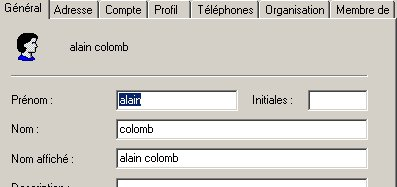 Général Adresse Compte Profil Téléphones Organisation Membre de
alain colomb
Prénom : alain Initiales :
Nom : colomb
Nom affiché : alain colomb
Description :